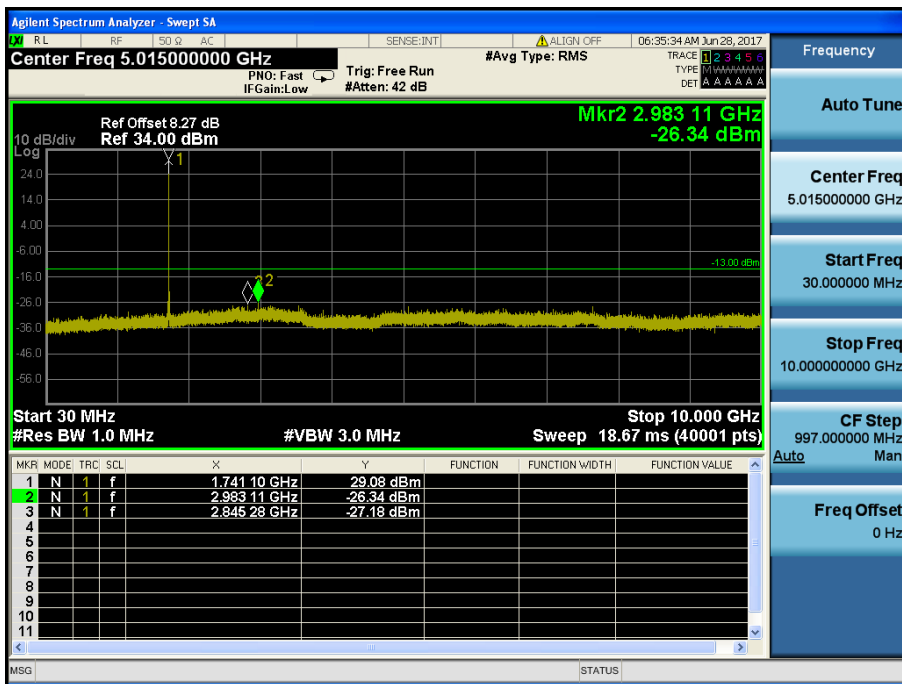 Agilent Spectrum Analyzer - Swept SA
LXI RL RF 50 Ω AC SENSE:INT ALIGN OFF 06:35:34 AM Jun 28, 2017
Center Freq 5.015000000 GHz #Avg Type: RMS TRACE 1 2 3 4 5 6
PNO: Fast Trig: Free Run TYPE MWWWWW
IFGain:Low #Atten: 42 dB DET A A A A A A
Mkr2 2.983 11 GHz
-26.34 dBm
Ref Offset 8.27 dB
10 dB/div Ref 34.00 dBm
Log
1
24.0
14.0
4.00
-6.00
-13.00 dBm
-16.0
2
-26.0
-36.0
-46.0
-56.0
Start 30 MHz Stop 10.000 GHz
#Res BW 1.0 MHz #VBW 3.0 MHz Sweep 18.67 ms (40001 pts)
MKR MODE TRC SCL X Y FUNCTION FUNCTION WIDTH FUNCTION VALUE
1 N 1 f 1.741 10 GHz 29.08 dBm
2 N 1 f 2.983 11 GHz -26.34 dBm
3 N 1 f 2.845 28 GHz -27.18 dBm
4
5
6
7
8
9
10
11
MSG STATUS
Frequency
Auto Tune
Center Freq
5.015000000 GHz
Start Freq
30.000000 MHz
Stop Freq
10.000000000 GHz
CF Step
997.000000 MHz
Auto Man
Freq Offset
0 Hz